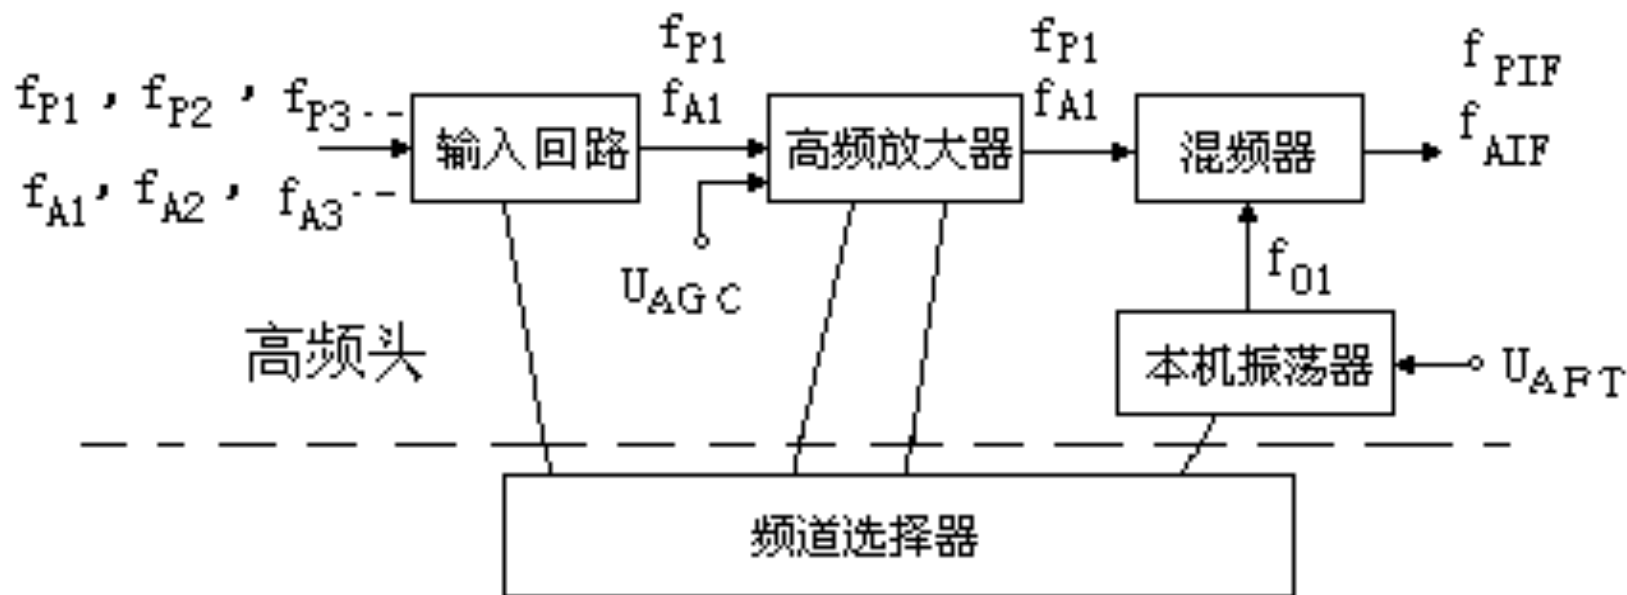 fP1
fP1
fPIF
fP1 , fP2 , fP3--
fA1
fA1
fAIF
输入回路
高频放大器
混频器
fA1, fA2 , fA3--
UAGC
f01
高频头
本机振荡器
UAFT
频道选择器